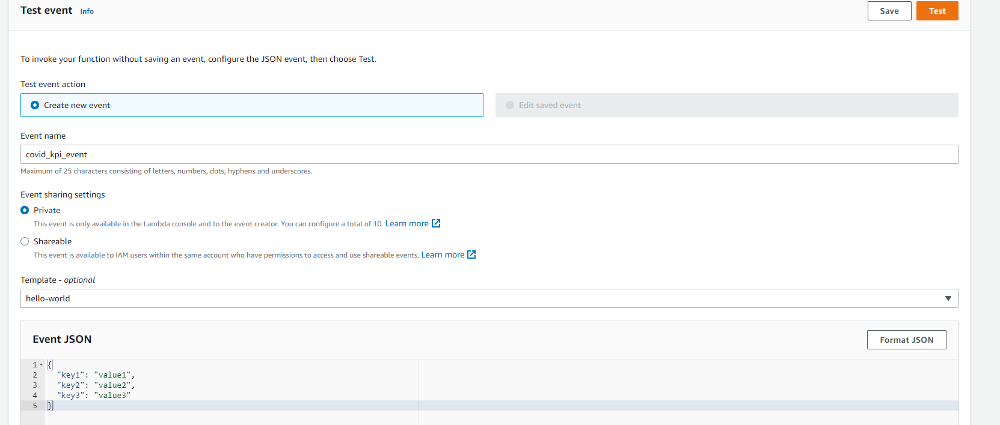 Test event Info
Save
Test
To invoke your function without saving an event, configure the JSON event, then choose Test.
Test event action
Create new event
Edit saved event
Event name
covid_kpi_event
Maximum of 25 characters consisting of letters, numbers, dots, hyphens and underscores.
Event sharing settings
Private
This event is only available in the Lambda console and to the event creator. You can configure a total of 10. Learn more
Shareable
This event is available to IAM users within the same account who have permissions to access and use shareable events. Learn more
Template - optional
hello-world
Event JSON
Format JSON
1 {
2 "key1": "value1",
3 "key2": "value2",
4 "key3": "value3"
5 }